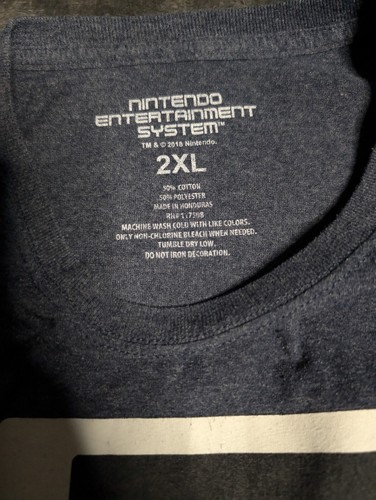 NINTENDO
ENTERTAINMENT
SYSTEM™
TM & © 2018 Nintendo.
2XL
50% COTTON
50% POLYESTER
MADE IN HONDURAS
MACHINE WASH COLD WITH LIKE COLORS.
ONLY NON-CHLORINE BLEACH WHEN NEEDED.
TUMBLE DRY LOW.
DO NOT IRON DECORATION.